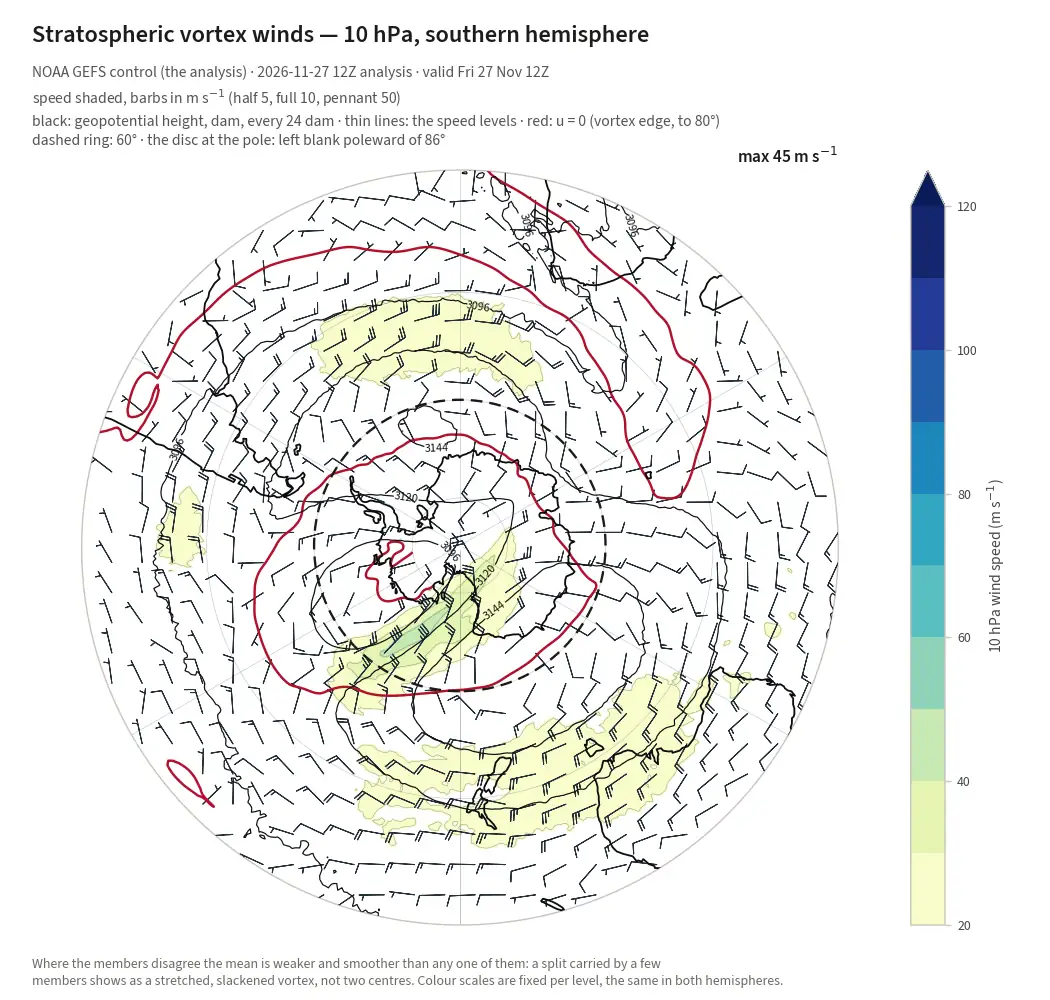 Stratospheric vortex winds — 10 hPa, southern hemisphere
NOAA GEFS control (the analysis) · 2026-11-27 12Z analysis · valid Fri 27 Nov 12Z
speed shaded, barbs in m s⁻¹ (half 5, full 10, pennant 50)
black: geopotential height, dam, every 24 dam · thin lines: the speed levels · red: u = 0 (vortex edge, to 80°)
dashed ring: 60° · the disc at the pole: left blank poleward of 86°
max 45 m s⁻¹
3096
3096
3096
3096
3144
3120
3096
3120
3144
120
100
80
60
40
20
10 hPa wind speed (m s⁻¹)
Where the members disagree the mean is weaker and smoother than any one of them: a split carried by a few
members shows as a stretched, slackened vortex, not two centres. Colour scales are fixed per level, the same in both hemispheres.